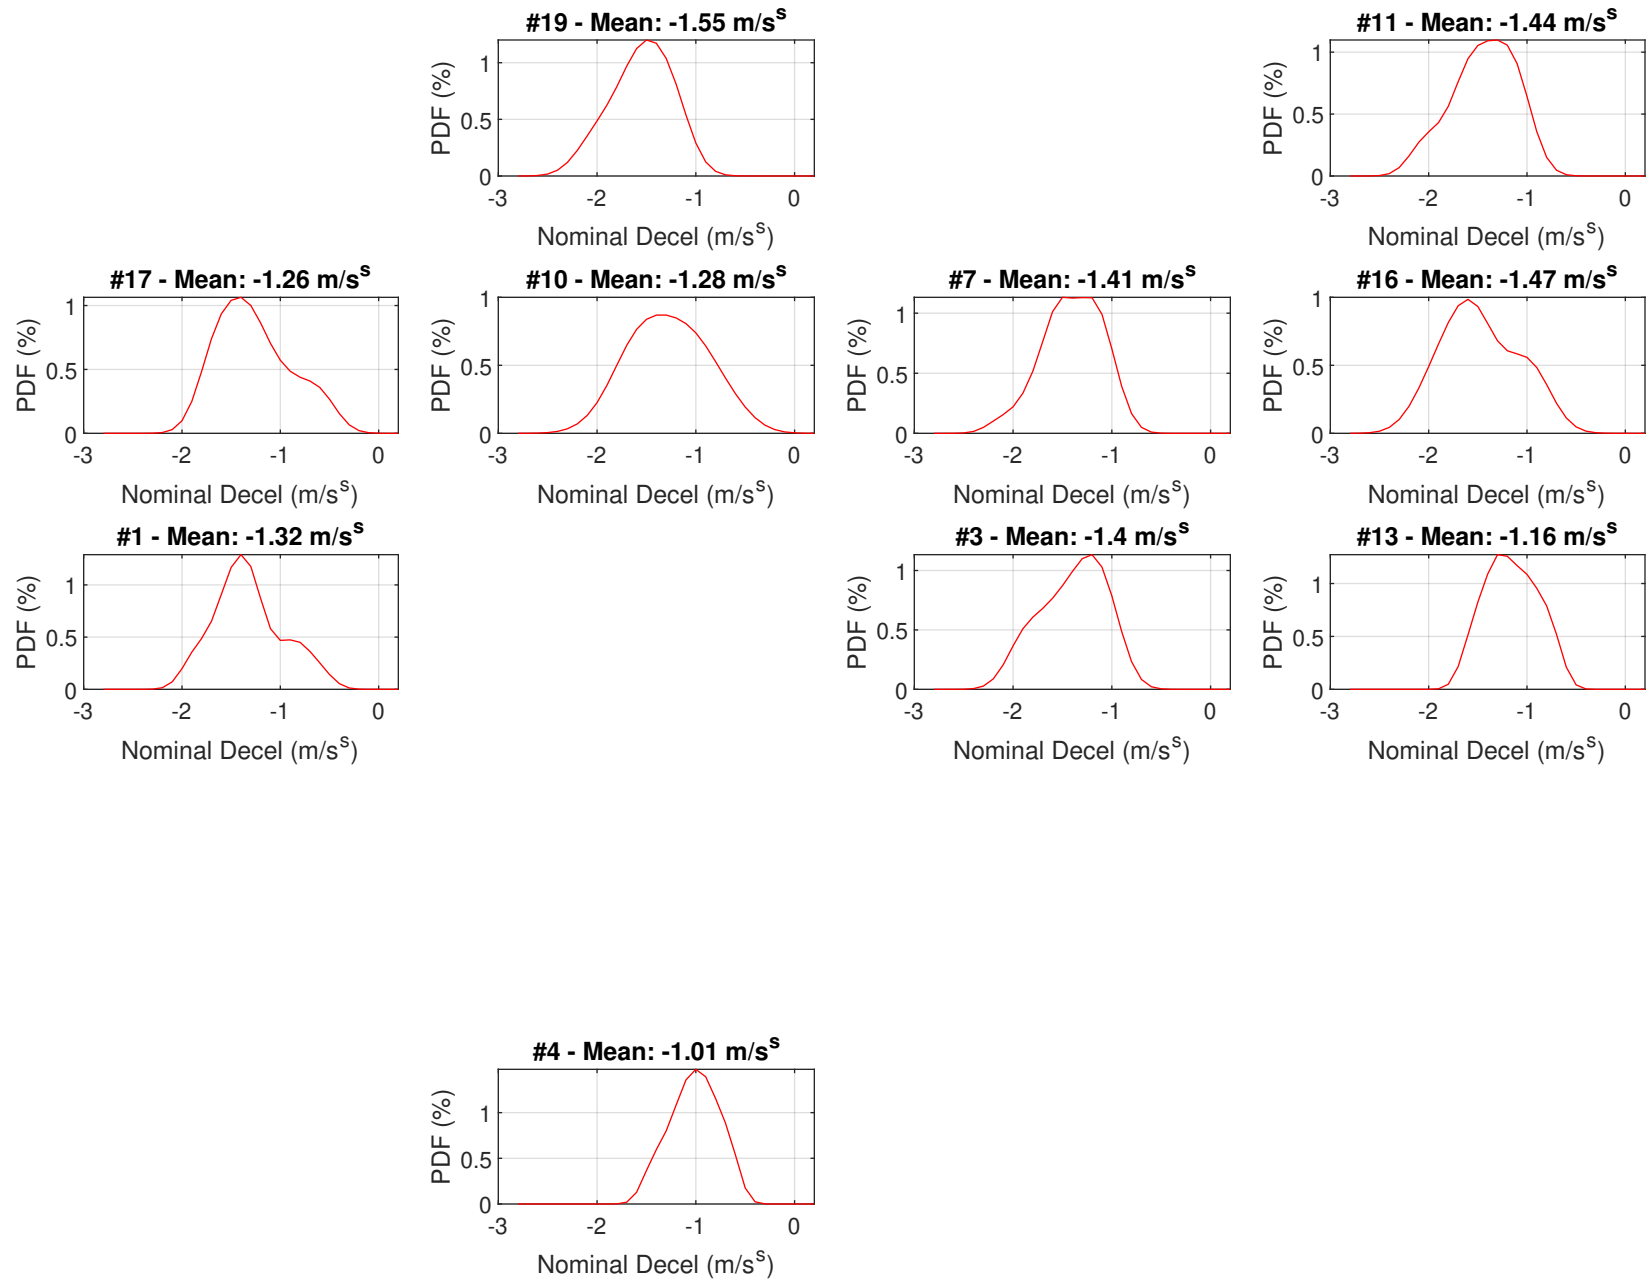 #19 - Mean: -1.55 m/s^s
PDF (%)
1
0.5
0
-3 -2 -1 0
Nominal Decel (m/s^s)
#11 - Mean: -1.44 m/s^s
PDF (%)
1
0.5
0
-3 -2 -1 0
Nominal Decel (m/s^s)
#17 - Mean: -1.26 m/s^s
PDF (%)
1
0.5
0
-3 -2 -1 0
Nominal Decel (m/s^s)
#10 - Mean: -1.28 m/s^s
PDF (%)
1
0.5
0
-3 -2 -1 0
Nominal Decel (m/s^s)
#7 - Mean: -1.41 m/s^s
PDF (%)
1
0.5
0
-3 -2 -1 0
Nominal Decel (m/s^s)
#16 - Mean: -1.47 m/s^s
PDF (%)
1
0.5
0
-3 -2 -1 0
Nominal Decel (m/s^s)
#1 - Mean: -1.32 m/s^s
PDF (%)
1
0.5
0
-3 -2 -1 0
Nominal Decel (m/s^s)
#3 - Mean: -1.4 m/s^s
PDF (%)
1
0.5
0
-3 -2 -1 0
Nominal Decel (m/s^s)
#13 - Mean: -1.16 m/s^s
PDF (%)
1
0.5
0
-3 -2 -1 0
Nominal Decel (m/s^s)
#4 - Mean: -1.01 m/s^s
PDF (%)
1
0.5
0
-3 -2 -1 0
Nominal Decel (m/s^s)